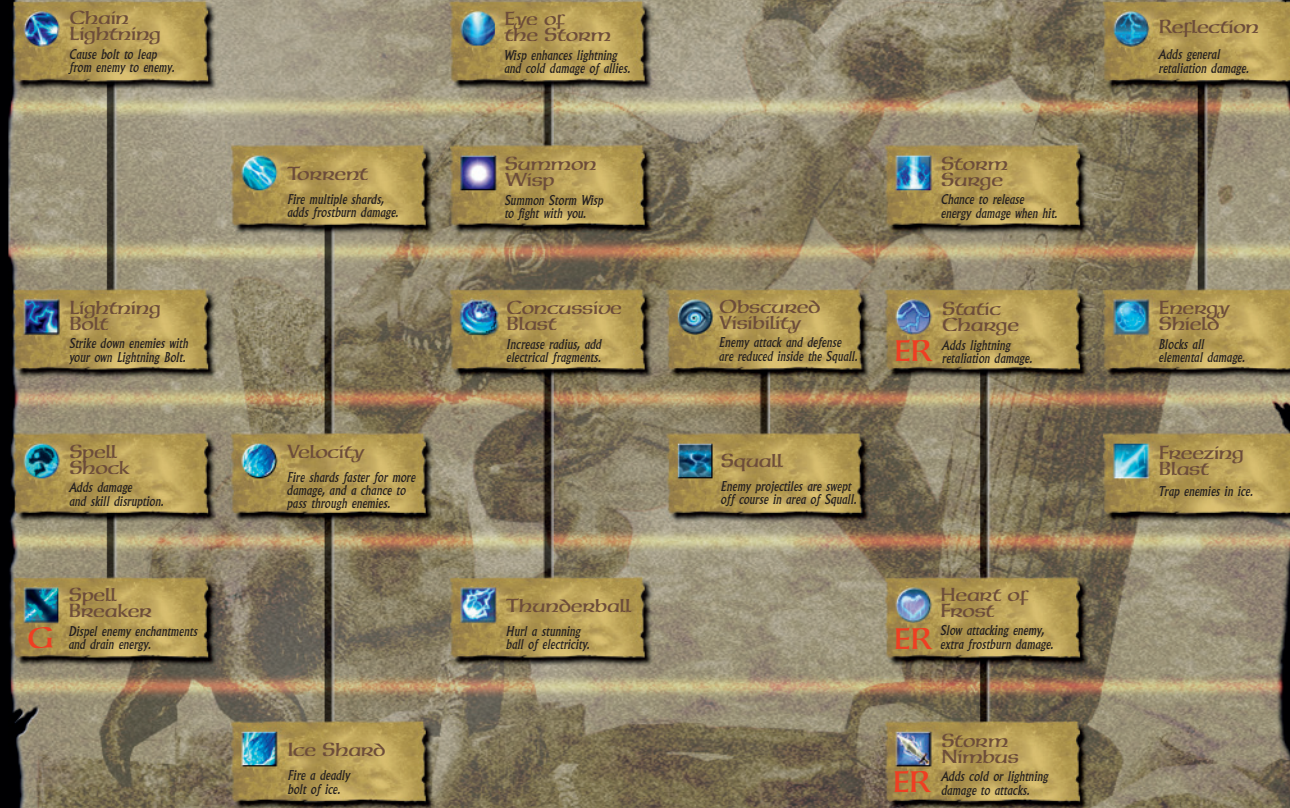 Chain
Lightning
Cause bolt to leap
from enemy to enemy.
Eye of
the Storm
Wisp enhances lightning
and cold damage of allies.
Reflection
Adds general
retaliation damage.
Torrent
Fire multiple shards,
adds frostburn damage.
Summon
Wisp
Summon Storm Wisp
to fight with you.
Storm
Surge
Chance to release
energy damage when hit.
Lightning
Bolt
Strike down enemies with
your own Lightning Bolt.
Concussive
Blast
Increase radius, add
electrical fragments.
Obscured
Visibility
Enemy attack and defense
are reduced inside the Squall.
Static
Charge
ER
Adds lightning
retaliation damage.
Energy
Shield
Blocks all
elemental damage.
Spell
Shock
Adds damage
and skill disruption.
Velocity
Fire shards faster for more
damage, and a chance to
pass through enemies.
Squall
Enemy projectiles are swept
off course in area of Squall.
Freezing
Blast
Trap enemies in ice.
Spell
Breaker
G
Dispel enemy enchantments
and drain energy.
Thunderball
Hurl a stunning
ball of electricity.
Heart of
Frost
ER
Slow attacking enemy,
extra frostburn damage.
Ice Shard
Fire a deadly
bolt of ice.
Storm
Nimbus
ER
Adds cold or lightning
damage to attacks.